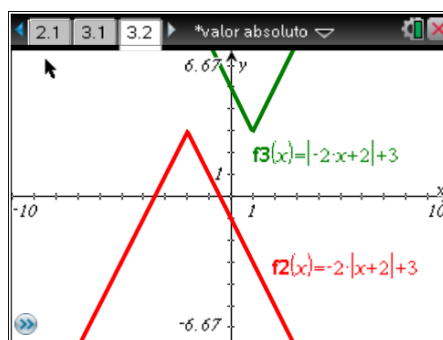 2.1 3.1 3.2 *valor absoluto
6.67 y
f3(x)=|-2·x+2|+3
1
x
-10 1 10
f2(x)=-2·|x+2|+3
-6.67